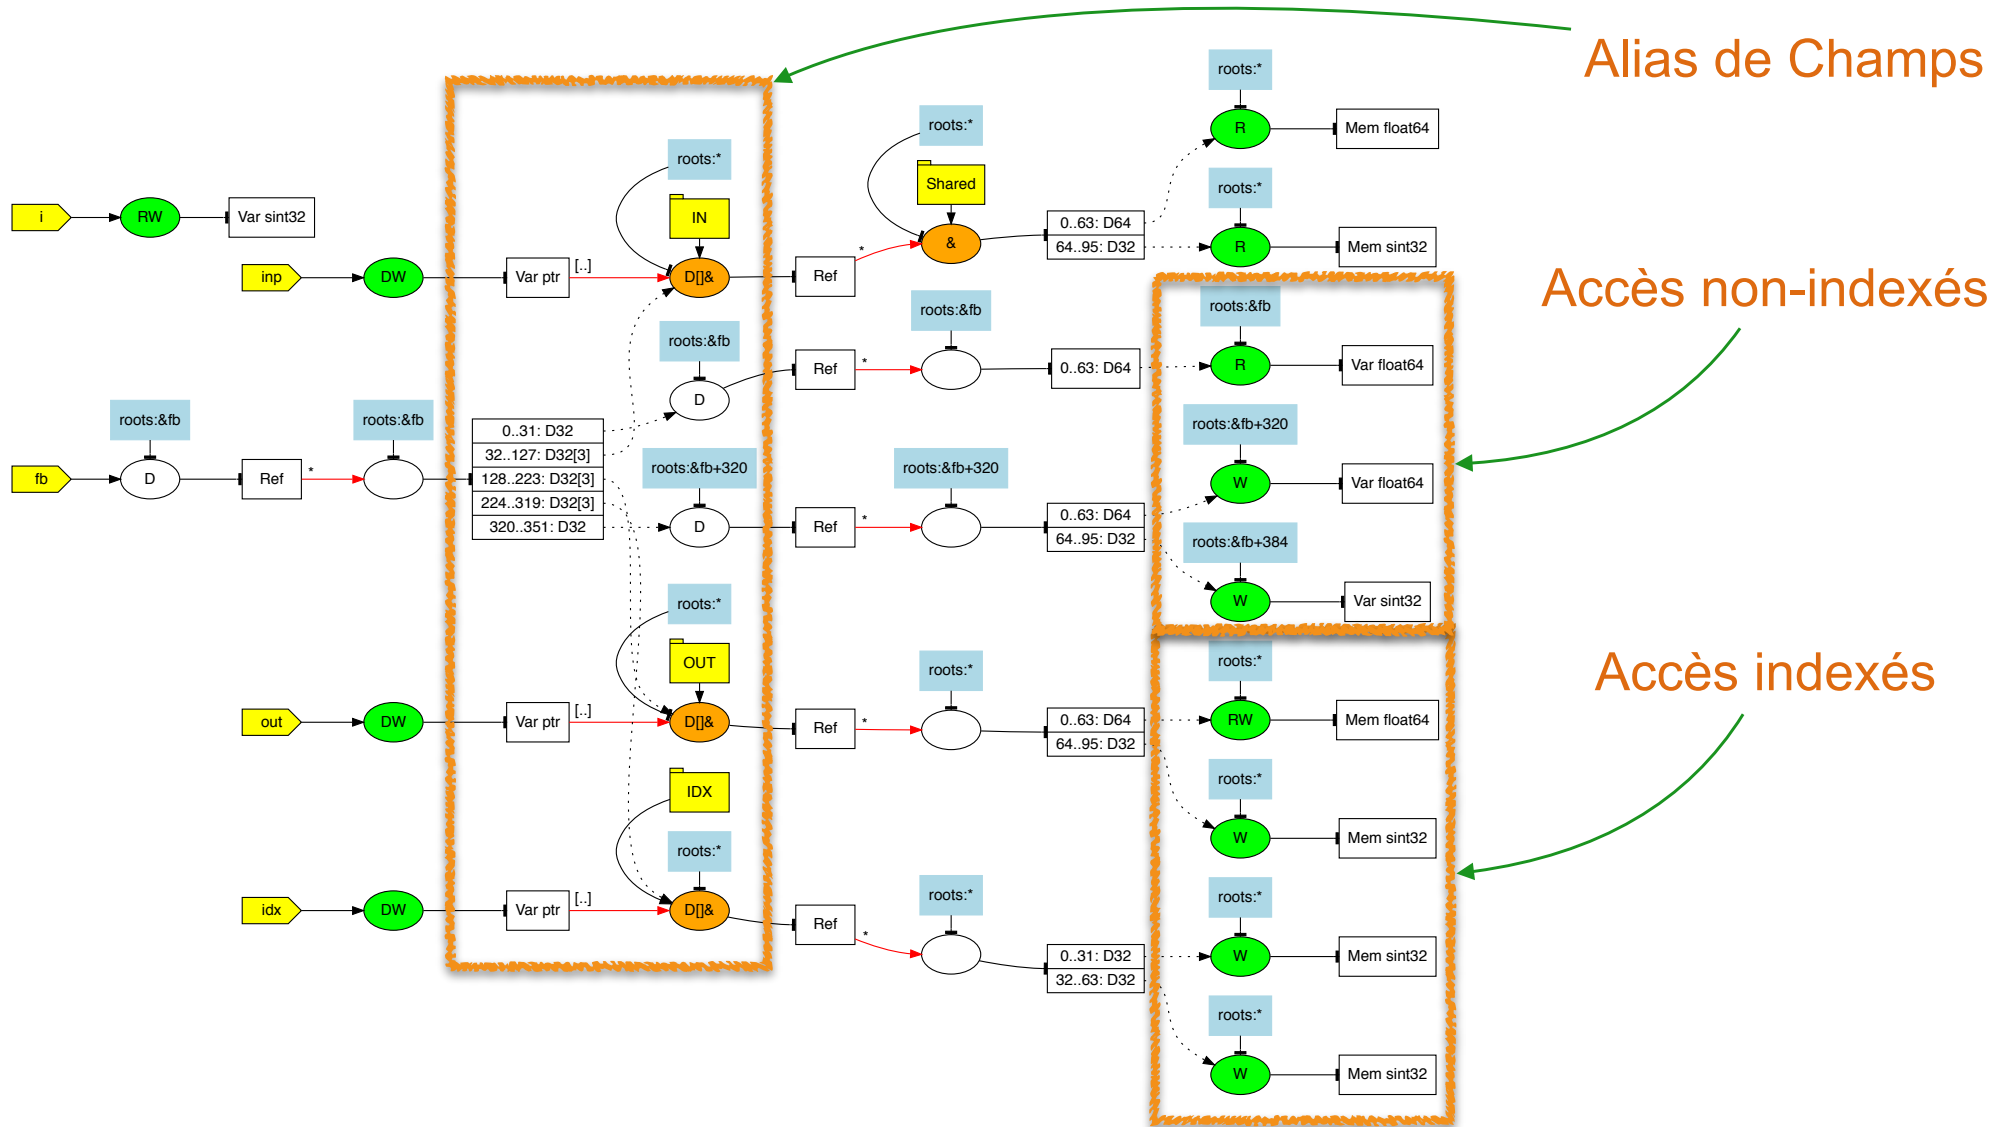 Alias de Champs
roots:*
R
Mem float64
roots:*
roots:*
Shared
roots:*
R
Mem sint32
0..63: D64
64..95: D32
i
RW
Var sint32
IN
&
inp
DW
Var ptr
[..]
D[]&
Ref
*
Accès non-indexés
roots:&fb
roots:&fb
roots:&fb
D
Ref
*
0..63: D64
R
Var float64
roots:&fb
roots:&fb
fb
D
Ref
*
0..31: D32
32..127: D32[3]
128..223: D32[3]
224..319: D32[3]
320..351: D32
roots:&fb+320
roots:&fb+320
roots:&fb+320
D
Ref
*
0..63: D64
64..95: D32
W
Var float64
roots:&fb+384
W
Var sint32
Accès indexés
roots:*
OUT
roots:*
roots:*
out
DW
Var ptr
[..]
D[]&
Ref
*
0..63: D64
64..95: D32
RW
Mem float64
roots:*
W
Mem sint32
IDX
roots:*
roots:*
roots:*
idx
DW
Var ptr
[..]
D[]&
Ref
*
0..31: D32
32..63: D32
W
Mem sint32
roots:*
W
Mem sint32